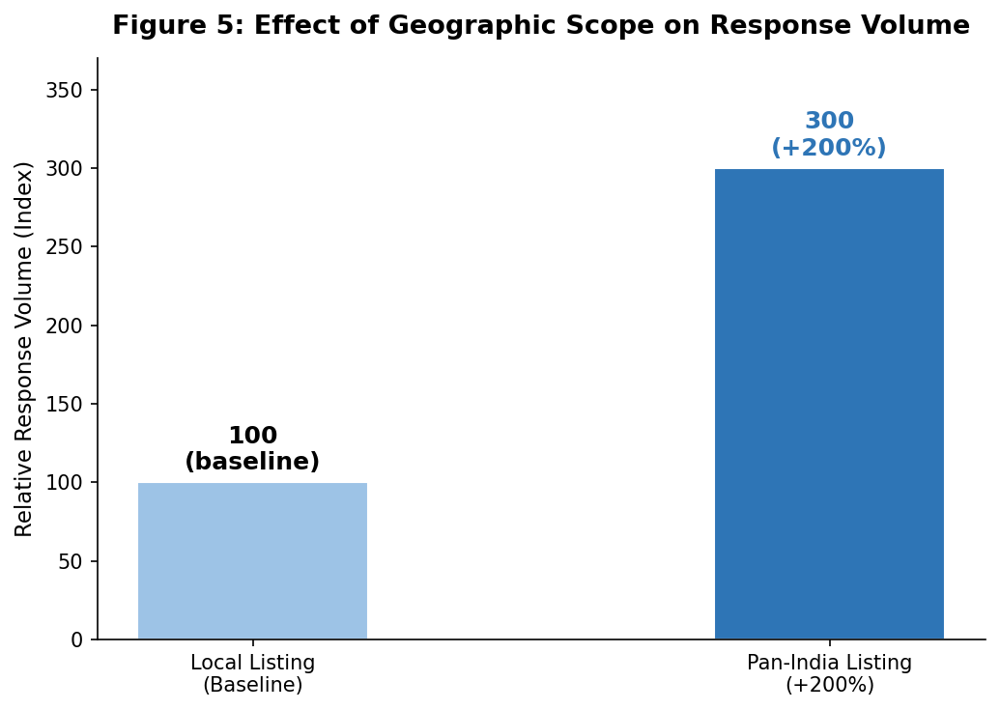 Figure 5: Effect of Geographic Scope on Response Volume
Relative Response Volume (Index)
350
300
250
200
150
100
50
0
100
(baseline)
300
(+200%)
Local Listing
(Baseline)
Pan-India Listing
(+200%)